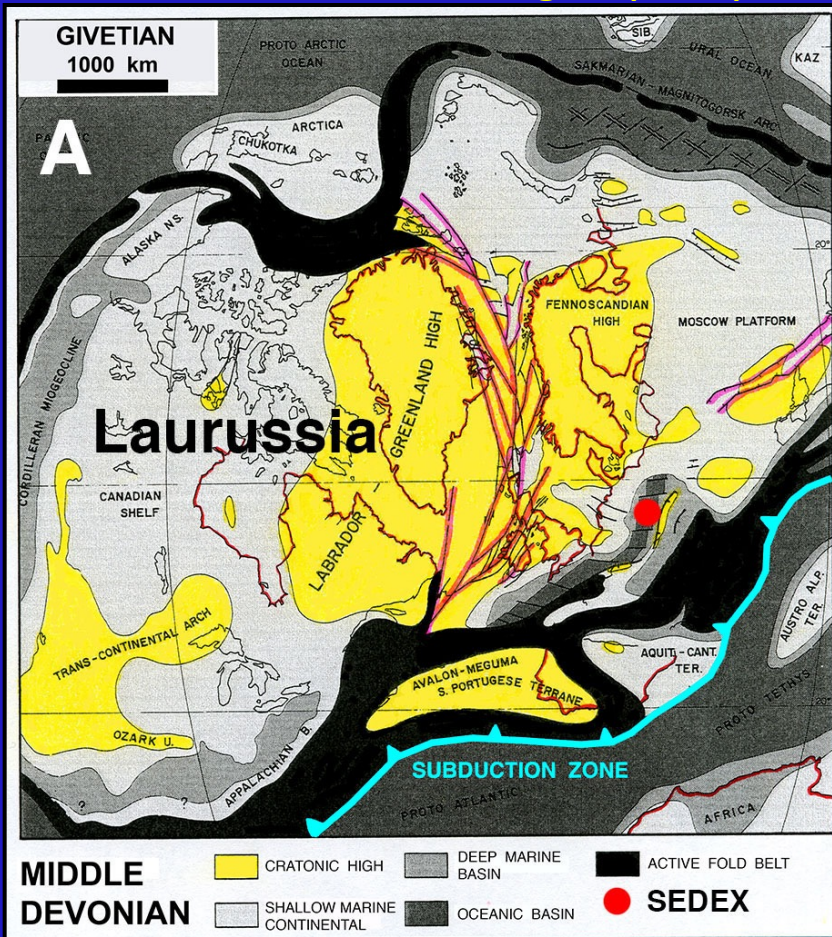 GIVETIAN
1000 km
A
PROTO ARCTIC
OCEAN
SIB.
URAL OCEAN
KAZ
SAKMARIAN-MAGNITOGORSK ARC
ARCTICA
CHUKOTKA
ALASKA N.S.
20°
FENNOSCANDIAN
HIGH
MOSCOW PLATFORM
GREENLAND HIGH
CORDILLERAN MIOGEOCLINE
Laurussia
CANADIAN
SHELF
LABRADOR
TRANS-CONTINENTAL ARCH
AUSTRO ALP.
TER.
AQUIT.-CANT.
TER.
AVALON-MEGUMA
S. PORTUGESE TERRANE
PROTO TETHYS
OZARK U.
APPALACHIAN B.
?
?
SUBDUCTION ZONE
PROTO ATLANTIC
AFRICA
MIDDLE
DEVONIAN
CRATONIC HIGH
DEEP MARINE
BASIN
ACTIVE FOLD BELT
SHALLOW MARINE
CONTINENTAL
OCEANIC BASIN
SEDEX